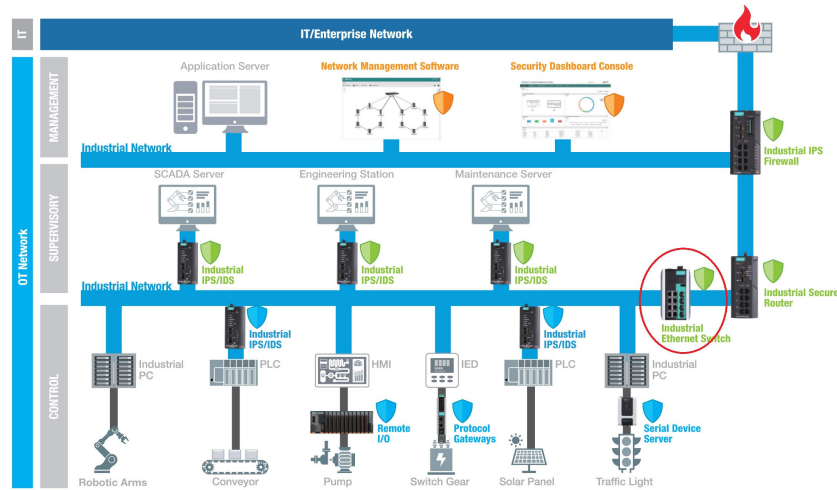 IT
IT/Enterprise Network
OT Network
MANAGEMENT
Application Server
Network Management Software
Security Dashboard Console
Industrial Network
Industrial IPS
Firewall
SUPERVISORY
SCADA Server
Engineering Station
Maintenance Server
Industrial
IPS/IDS
Industrial
IPS/IDS
Industrial
IPS/IDS
Industrial Network
Industrial
Ethernet Switch
Industrial Secure
Router
CONTROL
Industrial
IPS/IDS
Industrial
IPS/IDS
Industrial
PC
PLC
HMI
IED
PLC
Industrial
PC
Remote
I/O
Protocol
Gateways
Serial Device
Server
Robotic Arms
Conveyor
Pump
Switch Gear
Solar Panel
Traffic Light